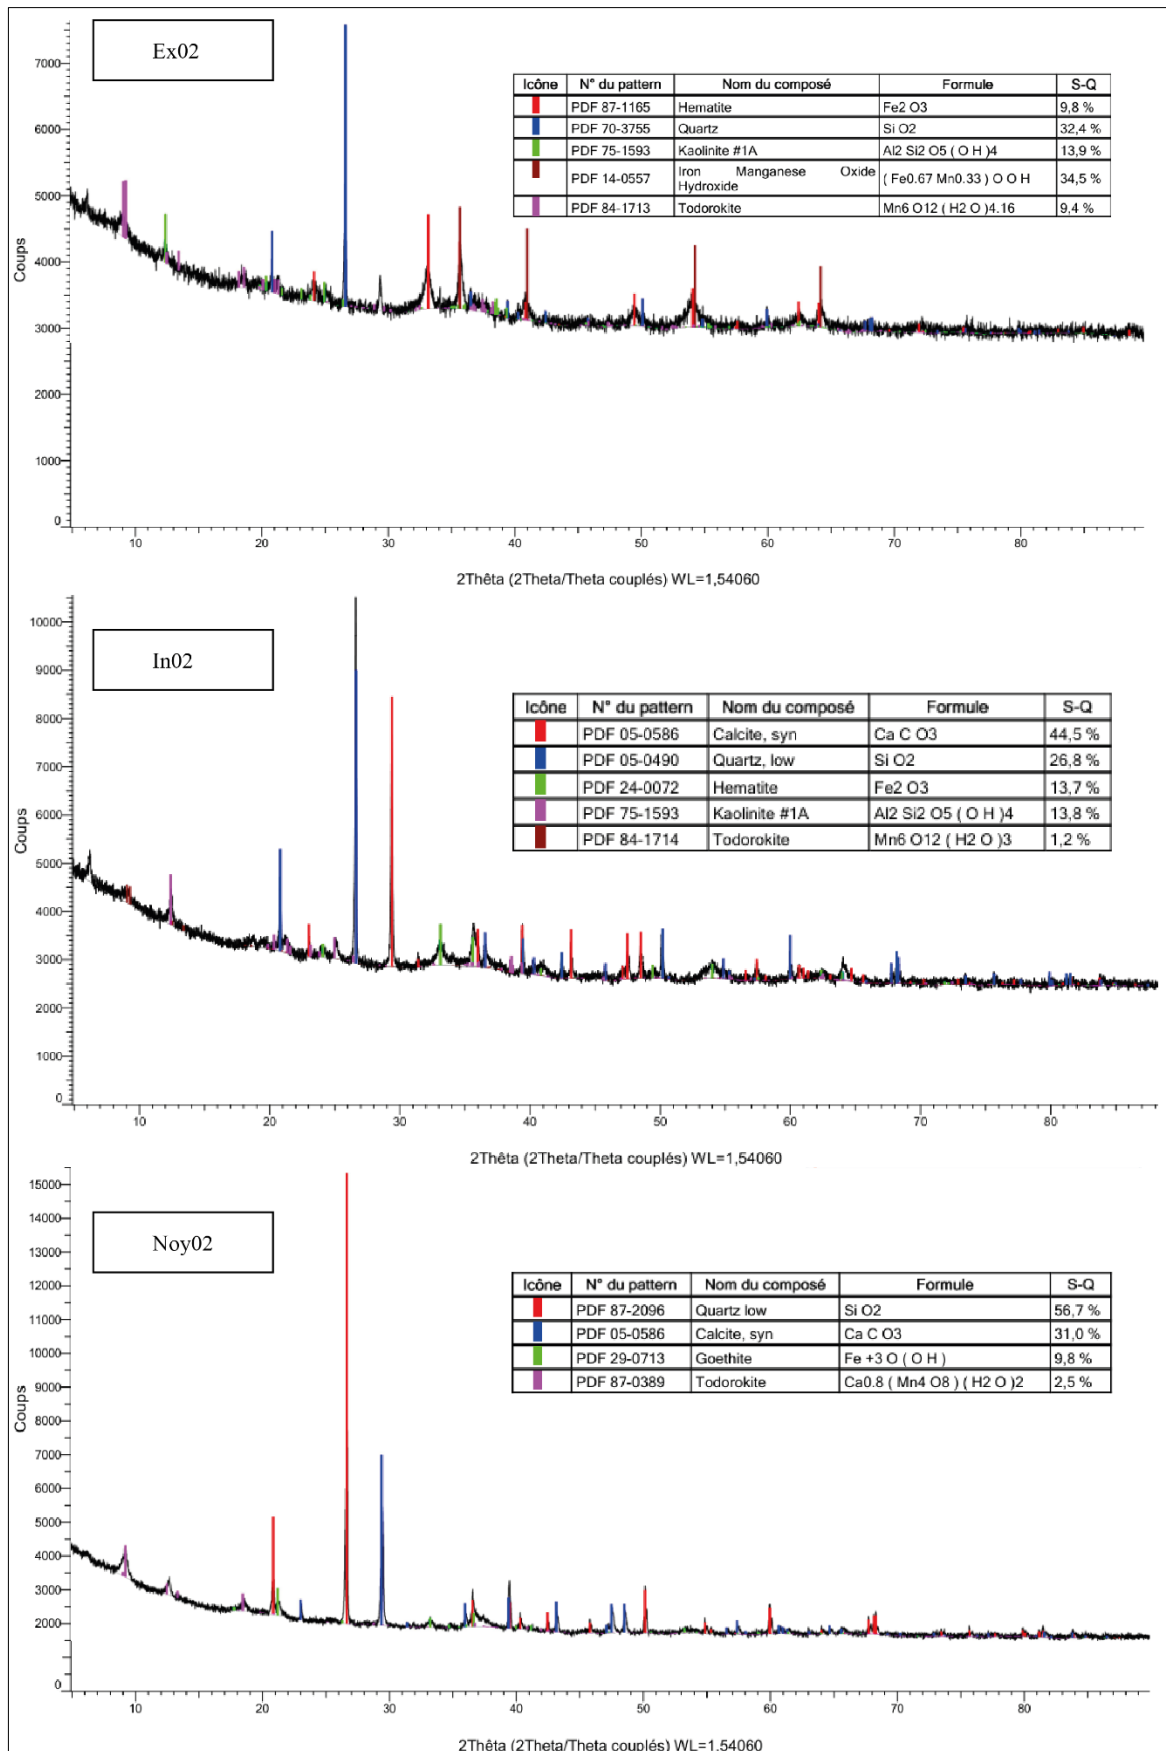 Ex02
Icône N° du pattern Nom du composé Formule S-Q
PDF 87-1165 Hematite Fe2 O3 9,8 %
PDF 70-3755 Quartz Si O2 32,4 %
PDF 75-1593 Kaolinite #1A Al2 Si2 O5 ( O H )4 13,9 %
PDF 14-0557 Iron Manganese Oxide Hydroxide ( Fe0.67 Mn0.33 ) O O H 34,5 %
PDF 84-1713 Todorokite Mn6 O12 ( H2 O )4.16 9,4 %
Coups
7000
6000
5000
4000
3000
2000
1000
0
10 20 30 40 50 60 70 80
2Thêta (2Theta/Theta couplés) WL=1,54060
In02
Icône N° du pattern Nom du composé Formule S-Q
PDF 05-0586 Calcite, syn Ca C O3 44,5 %
PDF 05-0490 Quartz, low Si O2 26,8 %
PDF 24-0072 Hematite Fe2 O3 13,7 %
PDF 75-1593 Kaolinite #1A Al2 Si2 O5 ( O H )4 13,8 %
PDF 84-1714 Todorokite Mn6 O12 ( H2 O )3 1,2 %
Coups
10000
9000
8000
7000
6000
5000
4000
3000
2000
1000
0
10 20 30 40 50 60 70 80
2Thêta (2Theta/Theta couplés) WL=1,54060
Noy02
Icône N° du pattern Nom du composé Formule S-Q
PDF 87-2096 Quartz low Si O2 56,7 %
PDF 05-0586 Calcite, syn Ca C O3 31,0 %
PDF 29-0713 Goethite Fe +3 O ( O H ) 9,8 %
PDF 87-0389 Todorokite Ca0.8 ( Mn4 O8 ) ( H2 O )2 2,5 %
Coups
15000
14000
13000
12000
11000
10000
9000
8000
7000
6000
5000
4000
3000
2000
0
10 20 30 40 50 60 70 80
2Thêta (2Theta/Theta couplés) WL=1,54060